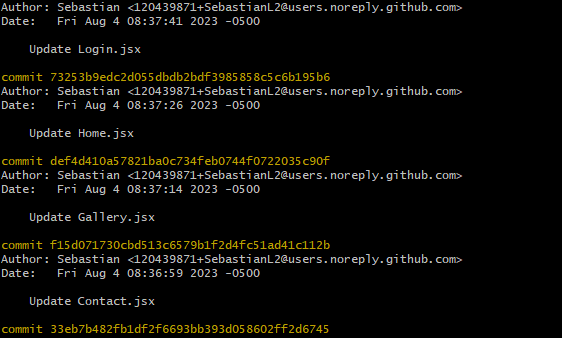 Author: Sebastian <120439871+SebastianL2@users.noreply.github.com>
Date:   Fri Aug 4 08:37:41 2023 -0500
    Update Login.jsx
commit 73253b9edc2d055dbdb2bdf3985858c5c6b195b6
Author: Sebastian <120439871+SebastianL2@users.noreply.github.com>
Date:   Fri Aug 4 08:37:26 2023 -0500
    Update Home.jsx
commit def4d410a57821ba0c734feb0744f0722035c90f
Author: Sebastian <120439871+SebastianL2@users.noreply.github.com>
Date:   Fri Aug 4 08:37:14 2023 -0500
    Update Gallery.jsx
commit f15d071730cbd513c6579b1f2d4fc51ad41c112b
Author: Sebastian <120439871+SebastianL2@users.noreply.github.com>
Date:   Fri Aug 4 08:36:59 2023 -0500
    Update Contact.jsx
commit 33eb7b482fb1df2f6693bb393d058602ff2d6745